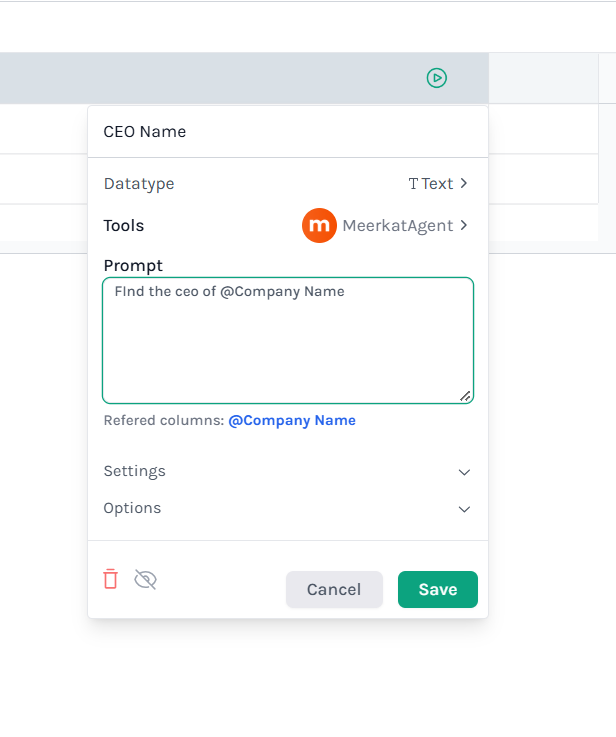 CEO Name
Datatype
T Text
Tools
m MeerkatAgent
Prompt
FInd the ceo of @Company Name
Refered columns: @Company Name
Settings
Options
Cancel
Save